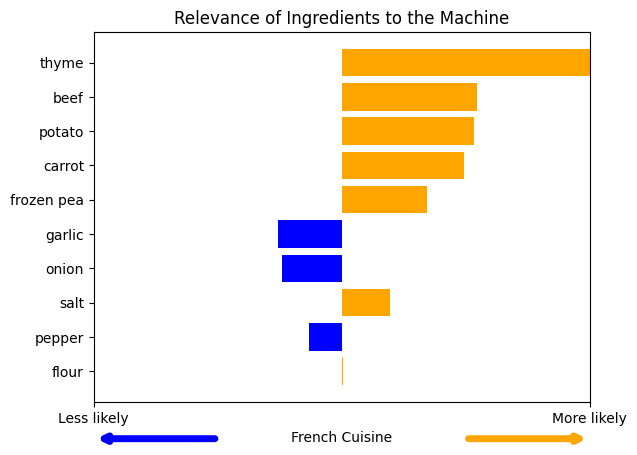 Relevance of Ingredients to the Machine
thyme
beef
potato
carrot
frozen pea
garlic
onion
salt
pepper
flour
Less likely
More likely
French Cuisine